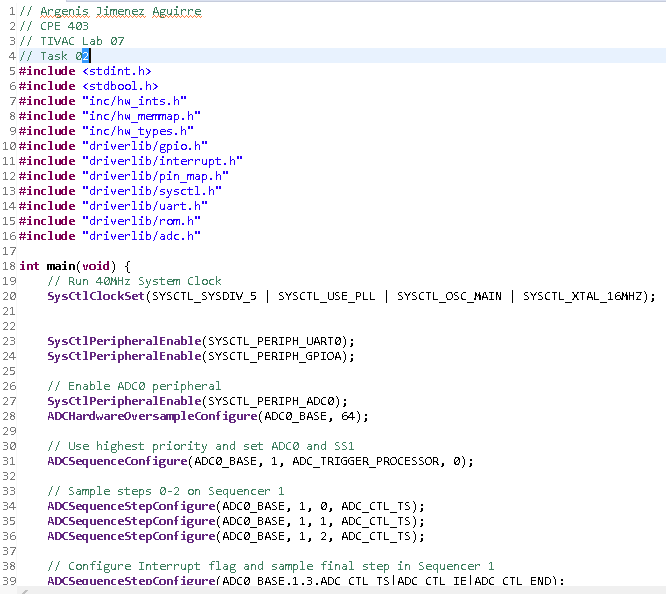 1 // Argenis Jimenez Aguirre
2 // CPE 403
3 // TIVAC Lab 07
4 // Task 02
5 #include <stdint.h>
6 #include <stdbool.h>
7 #include "inc/hw_ints.h"
8 #include "inc/hw_memmap.h"
9 #include "inc/hw_types.h"
10 #include "driverlib/gpio.h"
11 #include "driverlib/interrupt.h"
12 #include "driverlib/pin_map.h"
13 #include "driverlib/sysctl.h"
14 #include "driverlib/uart.h"
15 #include "driverlib/rom.h"
16 #include "driverlib/adc.h"
17
18 int main(void) {
19     // Run 40MHz System Clock
20     SysCtlClockSet(SYSCTL_SYSDIV_5 | SYSCTL_USE_PLL | SYSCTL_OSC_MAIN | SYSCTL_XTAL_16MHZ);
21
22
23     SysCtlPeripheralEnable(SYSCTL_PERIPH_UART0);
24     SysCtlPeripheralEnable(SYSCTL_PERIPH_GPIOA);
25
26     // Enable ADC0 peripheral
27     SysCtlPeripheralEnable(SYSCTL_PERIPH_ADC0);
28     ADCHardwareOversampleConfigure(ADC0_BASE, 64);
29
30     // Use highest priority and set ADC0 and SS1
31     ADCSequenceConfigure(ADC0_BASE, 1, ADC_TRIGGER_PROCESSOR, 0);
32
33     // Sample steps 0-2 on Sequencer 1
34     ADCSequenceStepConfigure(ADC0_BASE, 1, 0, ADC_CTL_TS);
35     ADCSequenceStepConfigure(ADC0_BASE, 1, 1, ADC_CTL_TS);
36     ADCSequenceStepConfigure(ADC0_BASE, 1, 2, ADC_CTL_TS);
37
38     // Configure Interrupt flag and sample final step in Sequencer 1
39     ADCSequenceStepConfigure(ADC0_BASE,1,3,ADC_CTL_TS|ADC_CTL_IE|ADC_CTL_END);